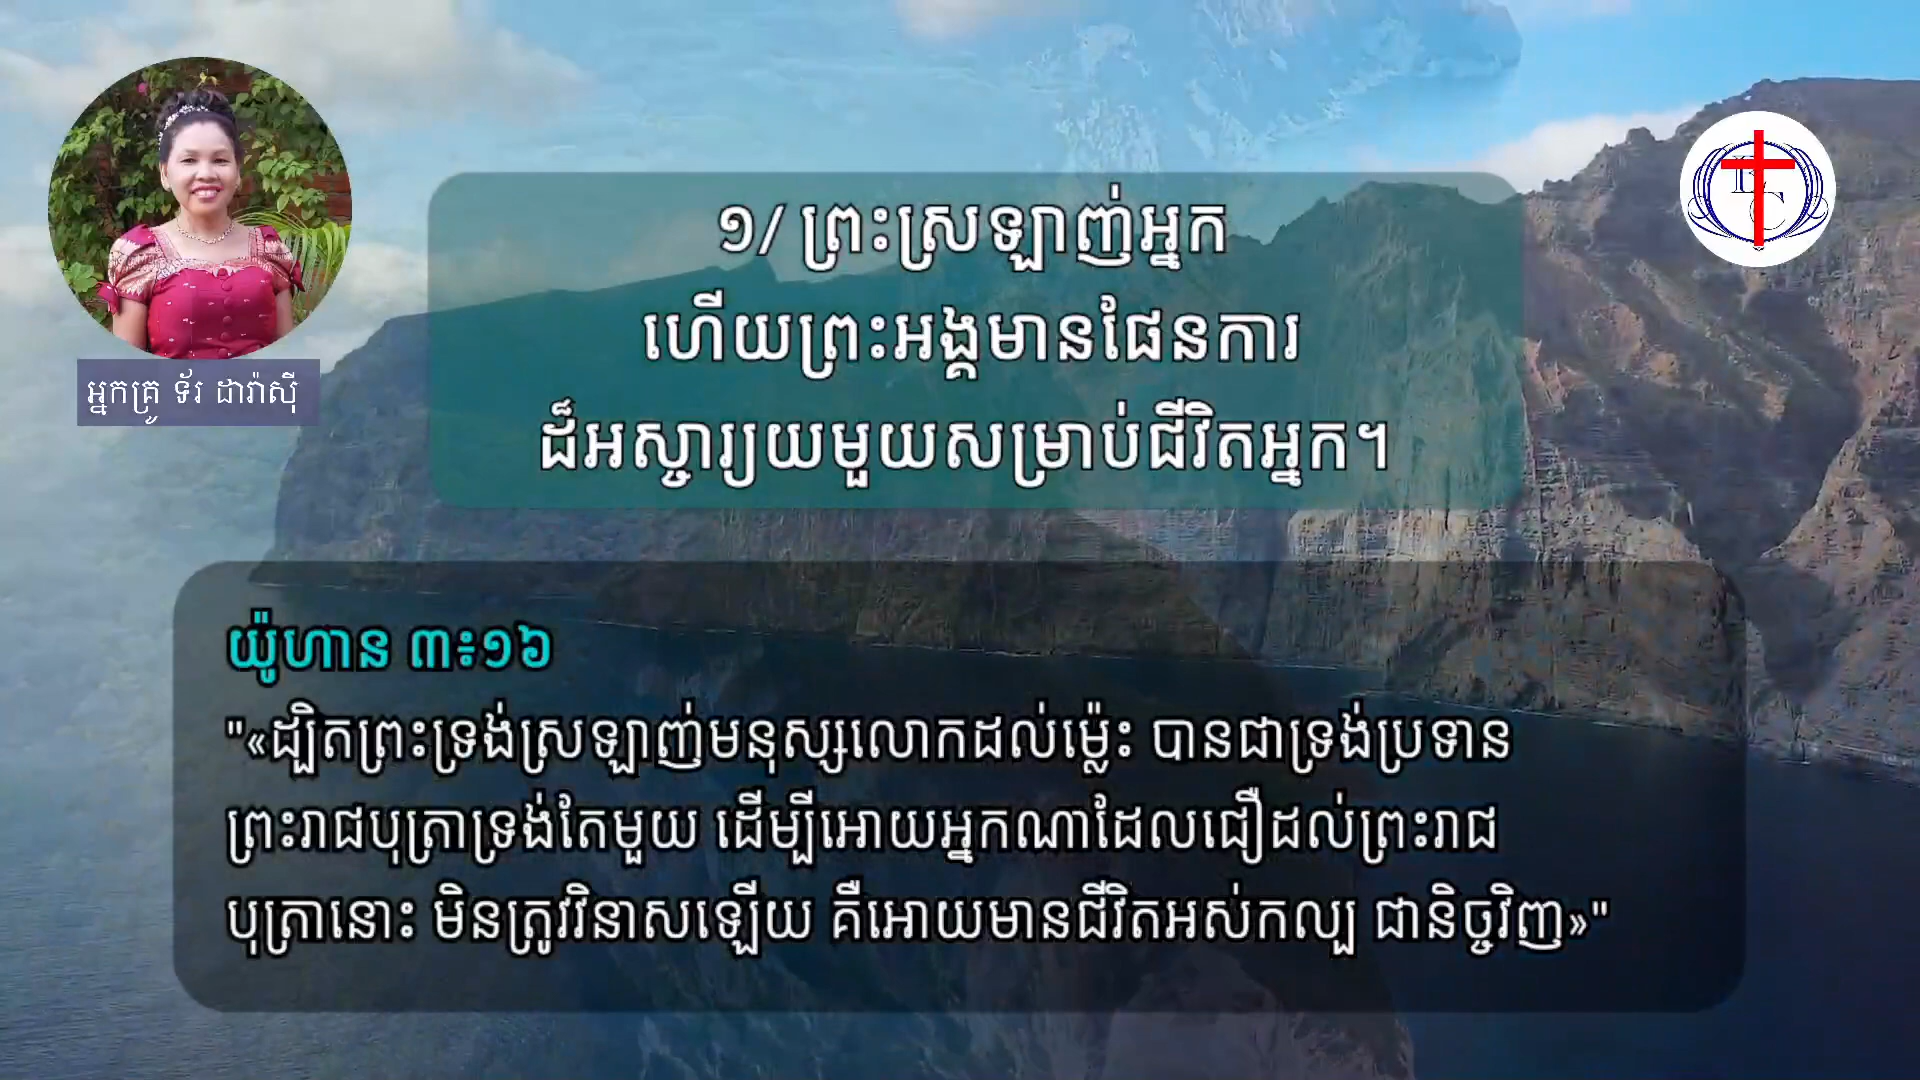 អ្នកគ្រូ ទ័រ ដារ៉ាស៊ី
១/ ព្រះស្រឡាញ់អ្នក
ហើយព្រះអង្គមានផែនការ
ដ៏អស្ចារ្យយមួយសម្រាប់ជីវិតអ្នក។
យ៉ូហាន ៣៖១៦
"«ដ្បិតព្រះទ្រង់ស្រឡាញ់មនុស្សលោកដល់ម៉្លេះ បានជាទ្រង់ប្រទាន
ព្រះរាជបុត្រាទ្រង់តែមួយ ដើម្បីអោយអ្នកណាដែលជឿដល់ព្រះរាជ
បុត្រានោះ មិនត្រូវវិនាសឡើយ គឺអោយមានជីវិតអស់កល្ប ជានិច្ចវិញ»"